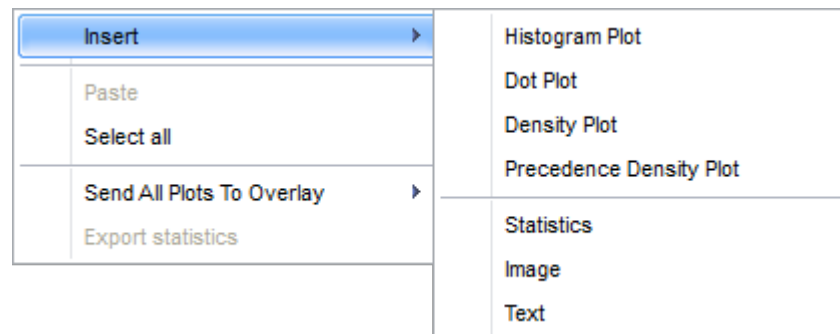 Insert
Paste
Select all
Send All Plots To Overlay
Export statistics
Histogram Plot
Dot Plot
Density Plot
Precedence Density Plot
Statistics
Image
Text